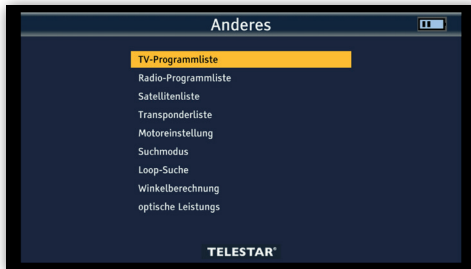 Anderes
TV-Programmliste
Radio-Programmliste
Satellitenliste
Transponderliste
Motoreinstellung
Suchmodus
Loop-Suche
Winkelberechnung
optische Leistungs
TELESTAR®